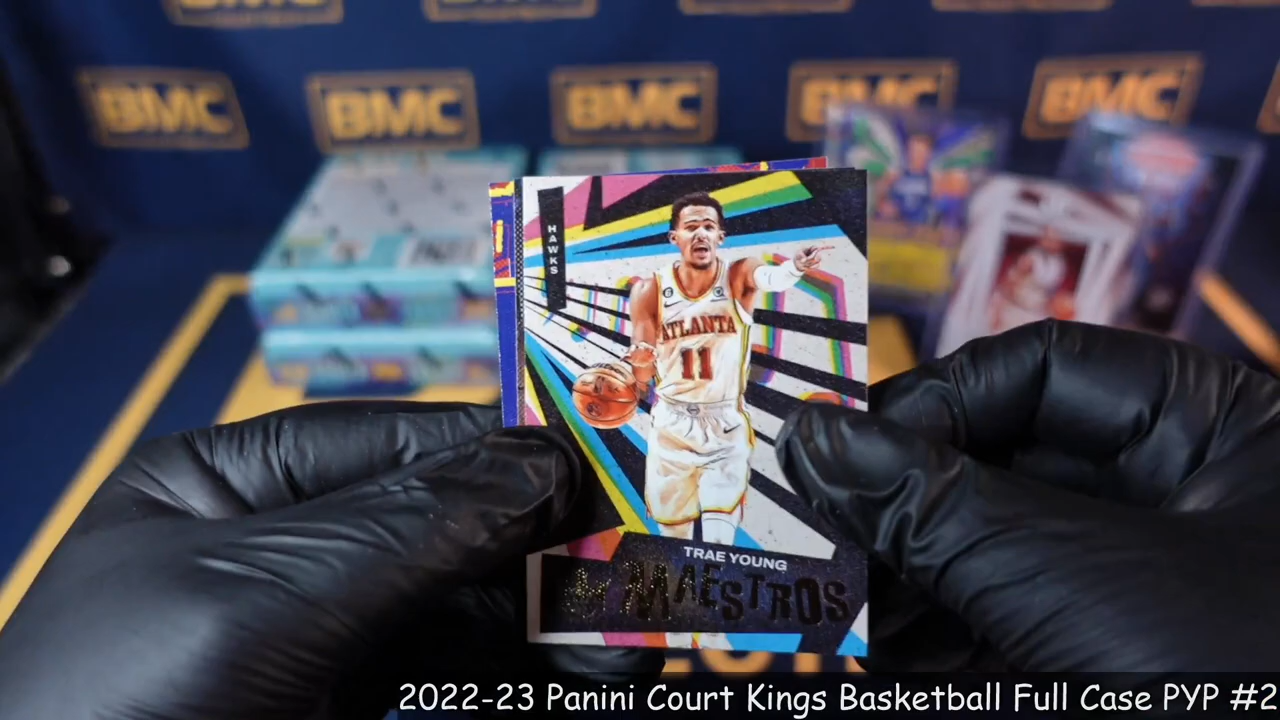 BMC BMC BMC BMC BMC
HAWKS
ATLANTA
11
TRAE YOUNG
MAESTROS
2022-23 Panini Court Kings Basketball Full Case PYP #2